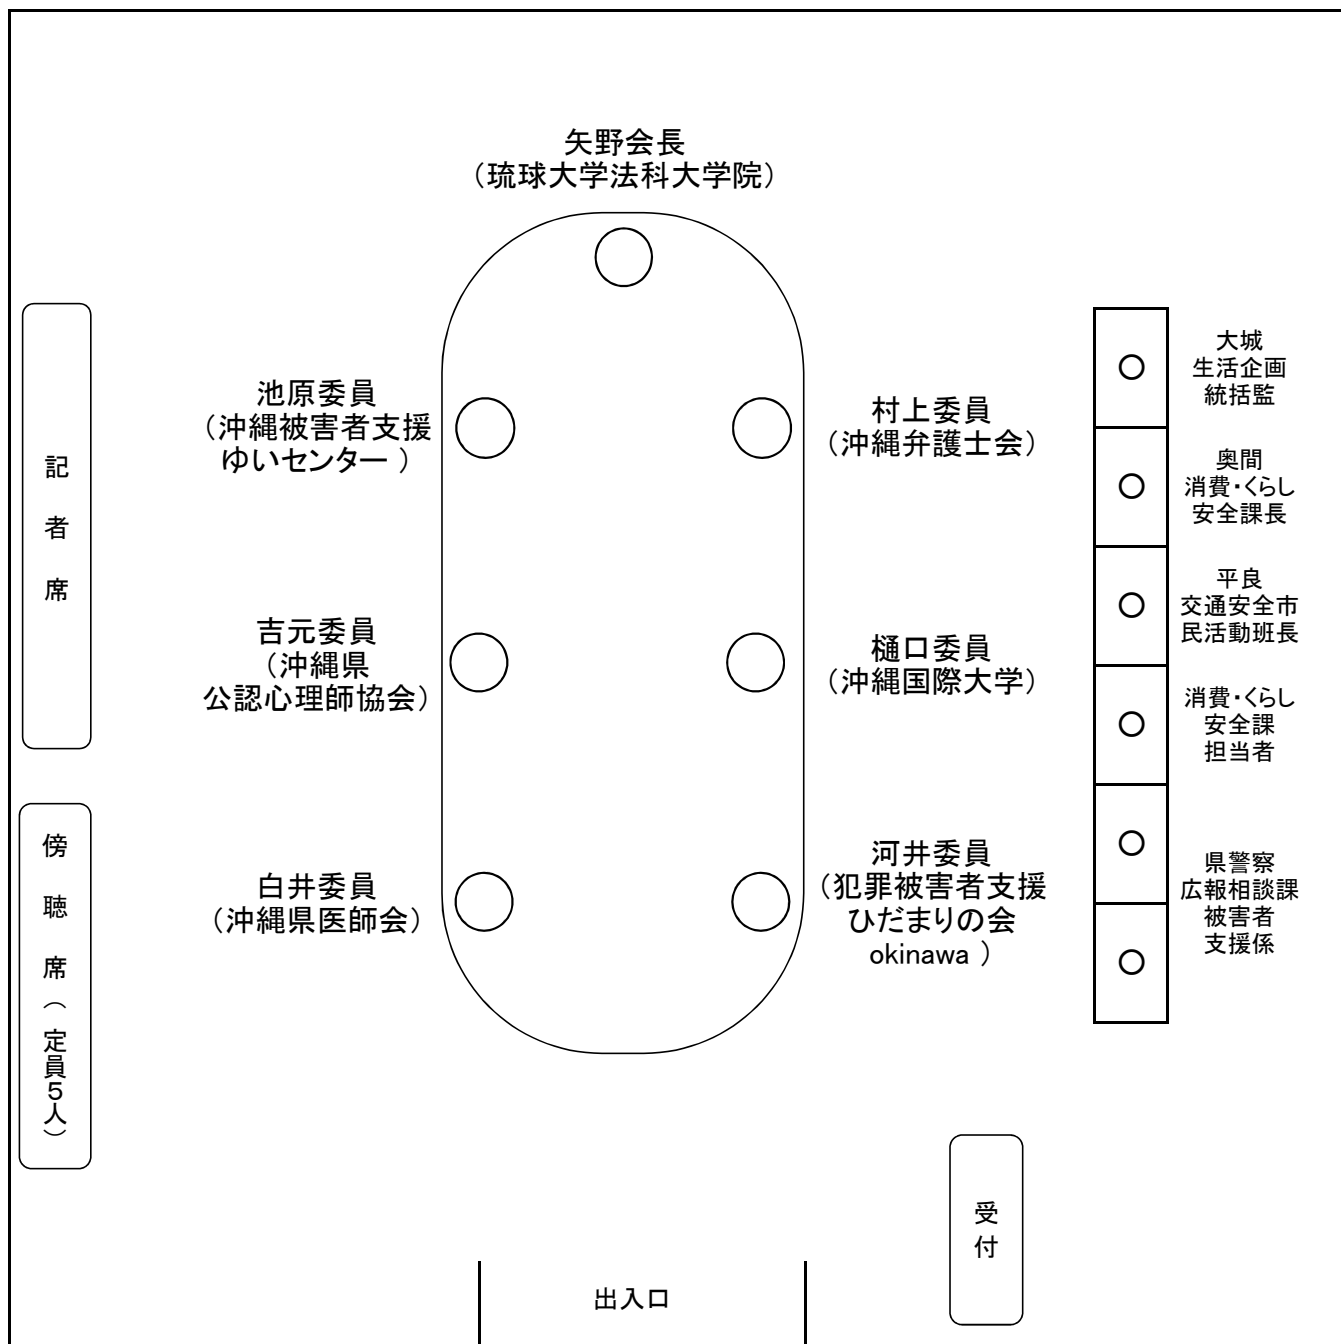 矢野会長
（琉球大学法科大学院）
池原委員
（沖縄被害者支援
ゆいセンター ）
村上委員
（沖縄弁護士会）
吉元委員
（沖縄県
公認心理師協会）
樋口委員
（沖縄国際大学）
白井委員
（沖縄県医師会）
河井委員
（犯罪被害者支援
ひだまりの会
okinawa ）
記者席
傍聴席（定員５人）
大城
生活企画
統括監
奥間
消費・くらし
安全課長
平良
交通安全市
民活動班長
消費・くらし
安全課
担当者
県警察
広報相談課
被害者
支援係
受付
出入口